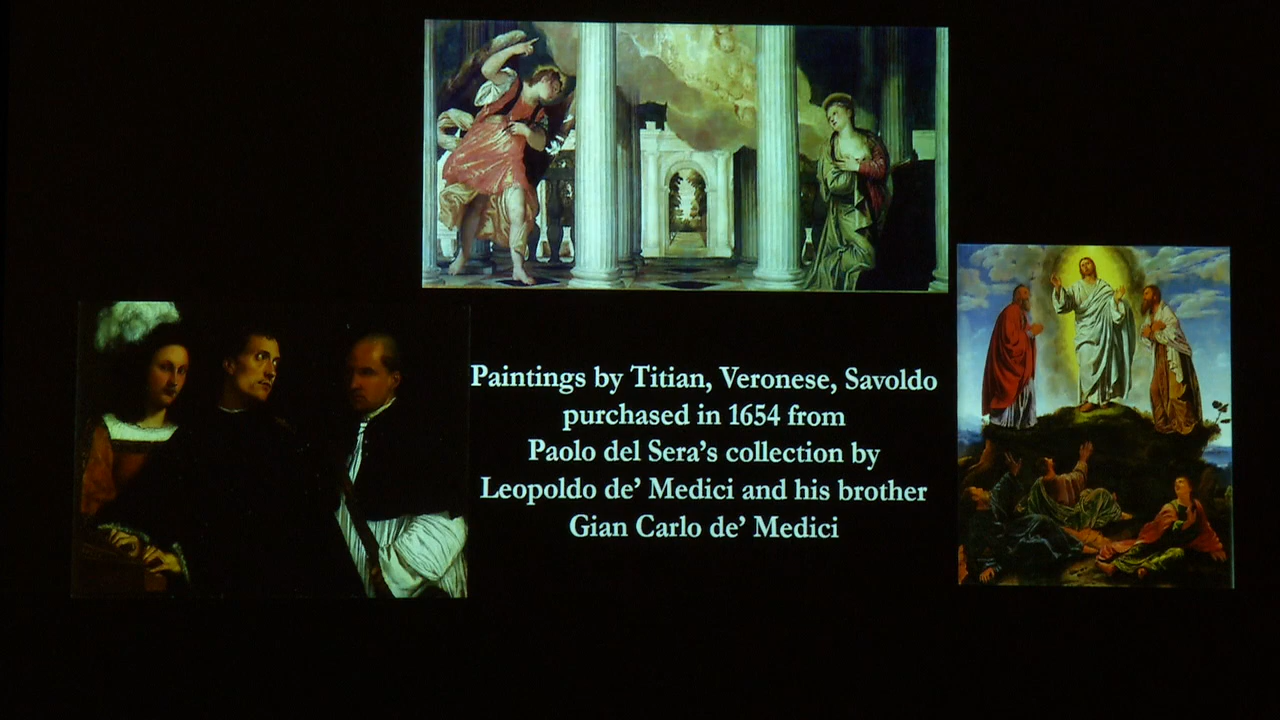 Paintings by Titian, Veronese, Savoldo
purchased in 1654 from
Paolo del Sera’s collection by
Leopoldo de’ Medici and his brother
Gian Carlo de’ Medici